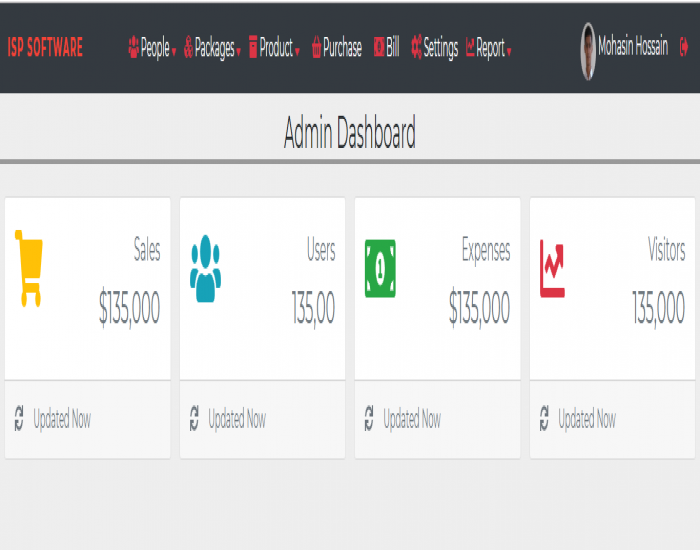 ISP SOFTWARE People Packages Product Purchase Bill Settings Report Mohasin Hossain
Admin Dashboard
Sales
$135,000
Updated Now
Users
135,00
Updated Now
1
Expenses
$135,000
Updated Now
Visitors
135,000
Updated Now